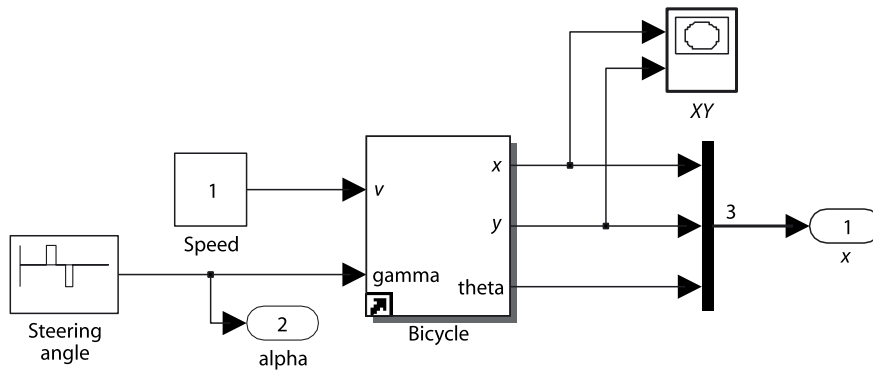 XY
1
Speed
v
x
y
gamma
theta
Bicycle
Steering
angle
2
alpha
3
1
x